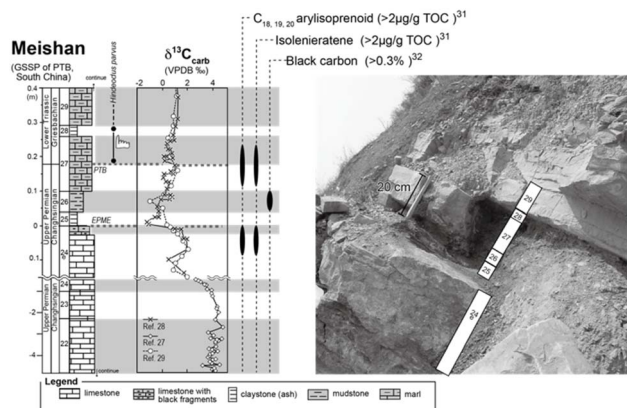 C18, 19, 20 arylisoprenoid (>2μg/g TOC )31
Isolenieratene (>2μg/g TOC )31
Black carbon (>0.3%)32
Meishan
(GSSP of PTB,
South China)
continue
Hindeodus parvus
δ13Ccarb
(VPDB ‰)
-2 0 2 4
0.4
(m)
0.2
0.1
0
0.1
-2
-4
Lower Triassic
Griesbachian
Upper Permian
Changhsingian
Upper Permian
Changhsingian
29
28
27
26
25
24
24
23
22
PTB
EPME
Ref. 28
Ref. 27
Ref. 29
-2 0 2 4
continue
20 cm
29
28
27
26
25
Legend
limestone
limestone with
black fragments
claystone (ash)
mudstone
marl